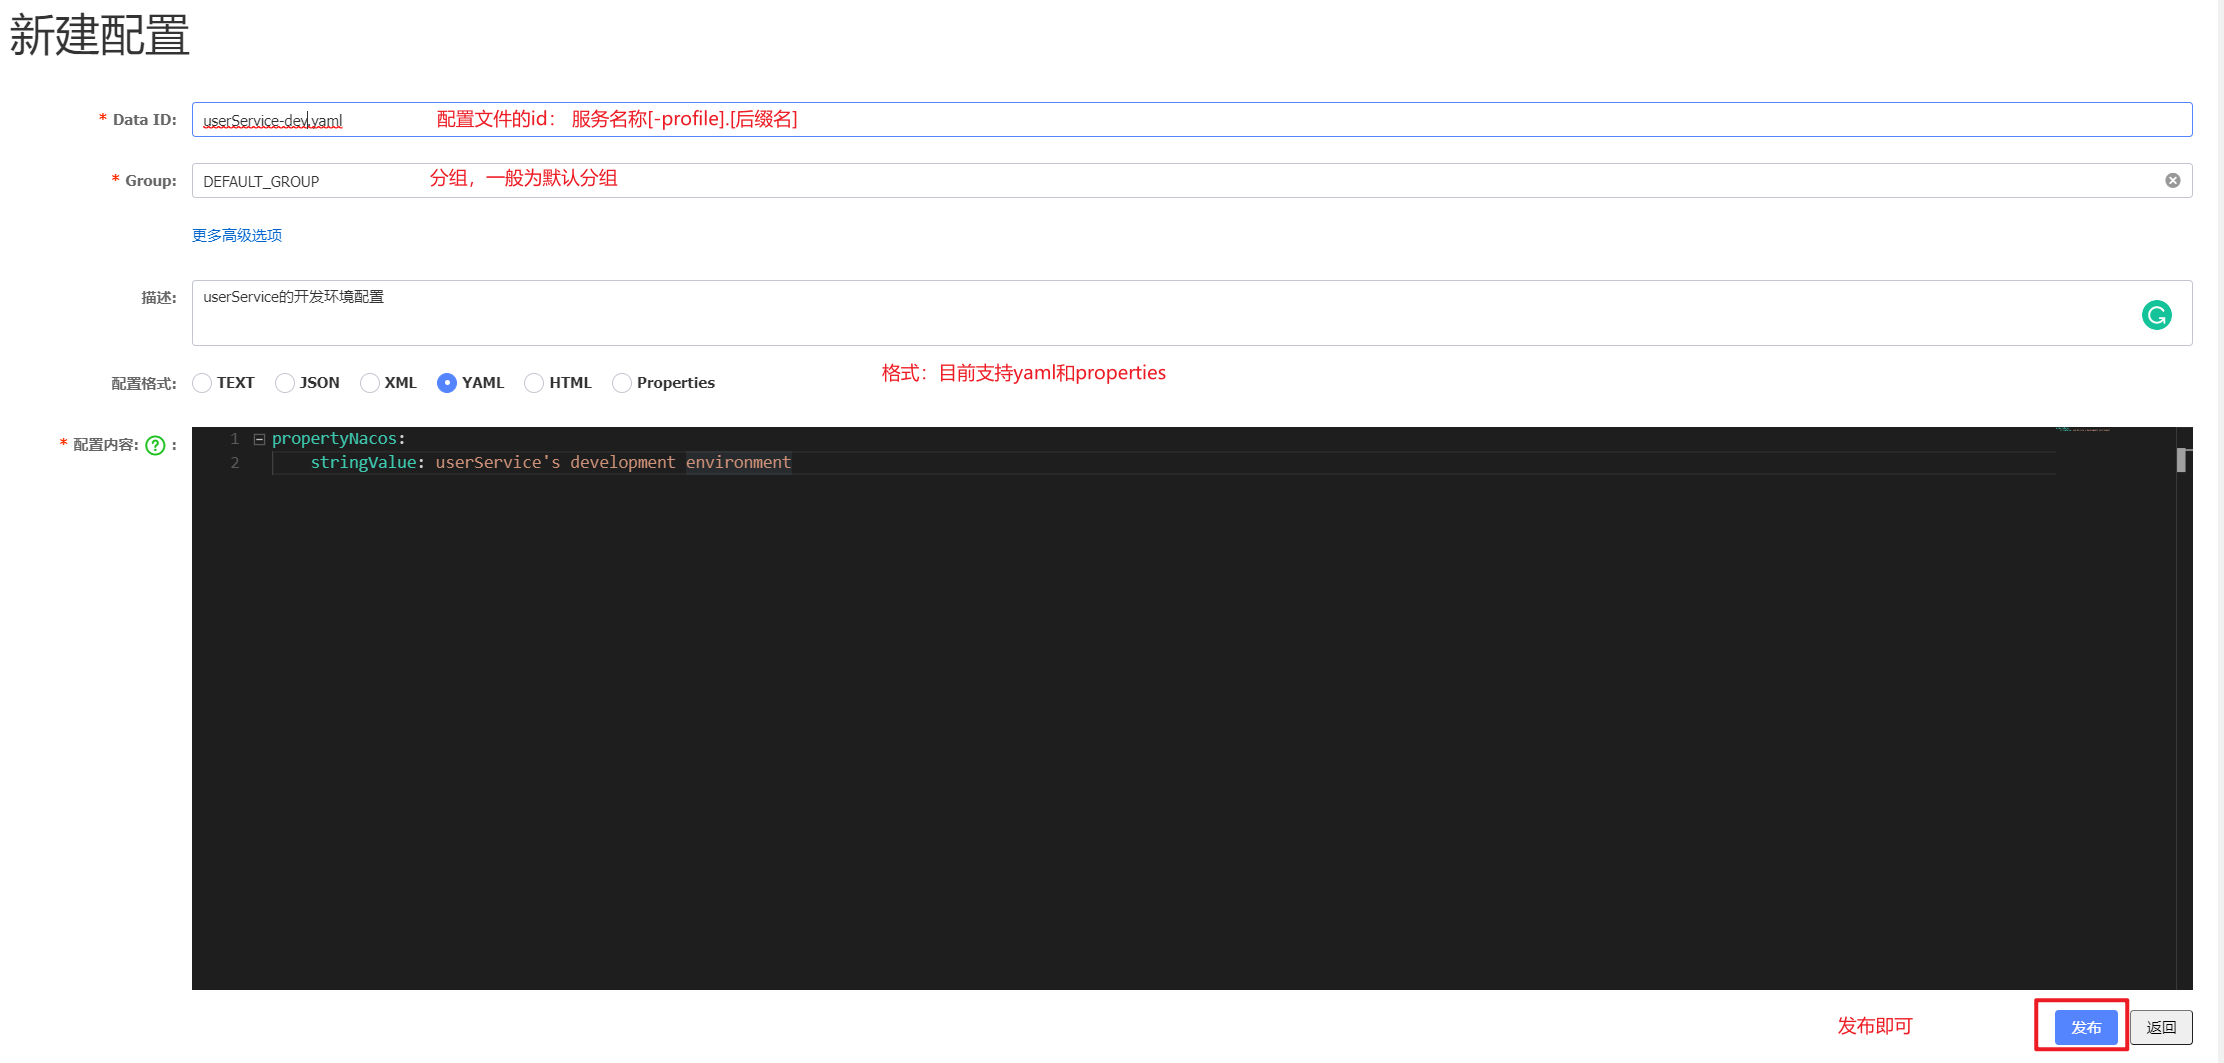 新建配置
* Data ID: userService-dev.yaml 配置文件的id： 服务名称[-profile].[后缀名]
* Group: DEFAULT_GROUP 分组，一般为默认分组
更多高级选项
描述: userService的开发环境配置
配置格式: TEXT JSON XML YAML HTML Properties 格式：目前支持yaml和properties
* 配置内容: ? : 1 propertyNacos:
2 stringValue: userService's development environment
发布即可 发布 返回